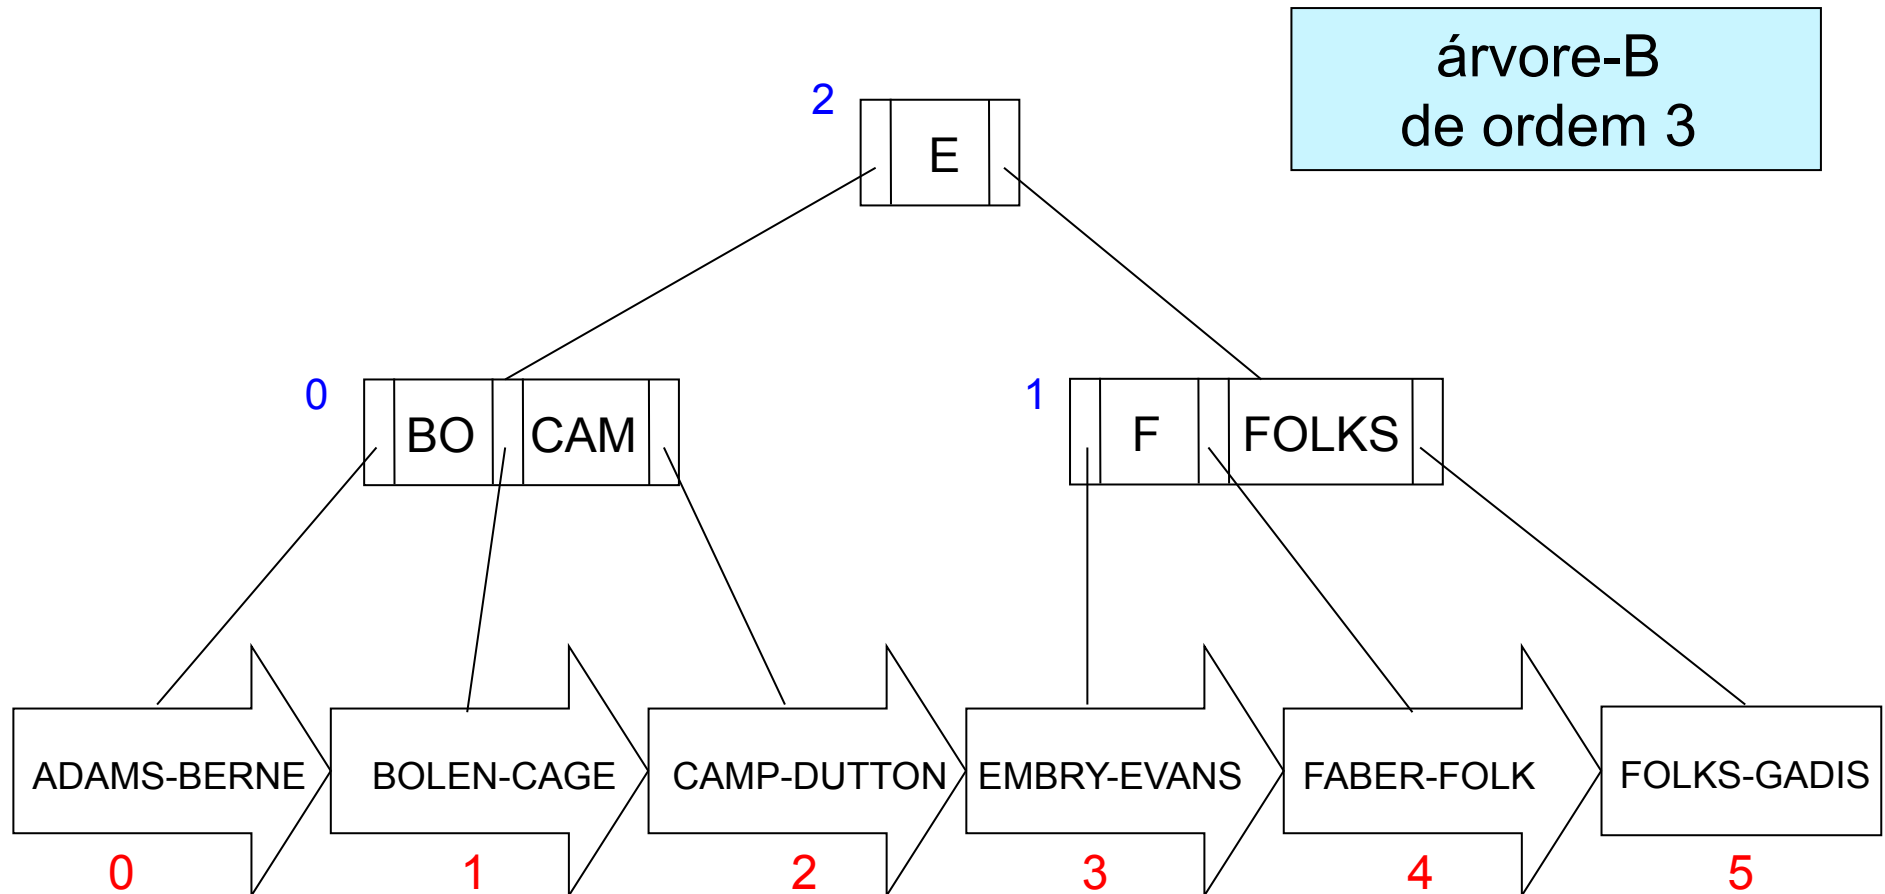 árvore-B
de ordem 3
2
E
0
BO CAM
1
F FOLKS
ADAMS-BERNE
BOLEN-CAGE
CAMP-DUTTON
EMBRY-EVANS
FABER-FOLK
FOLKS-GADIS
0
1
2
3
4
5